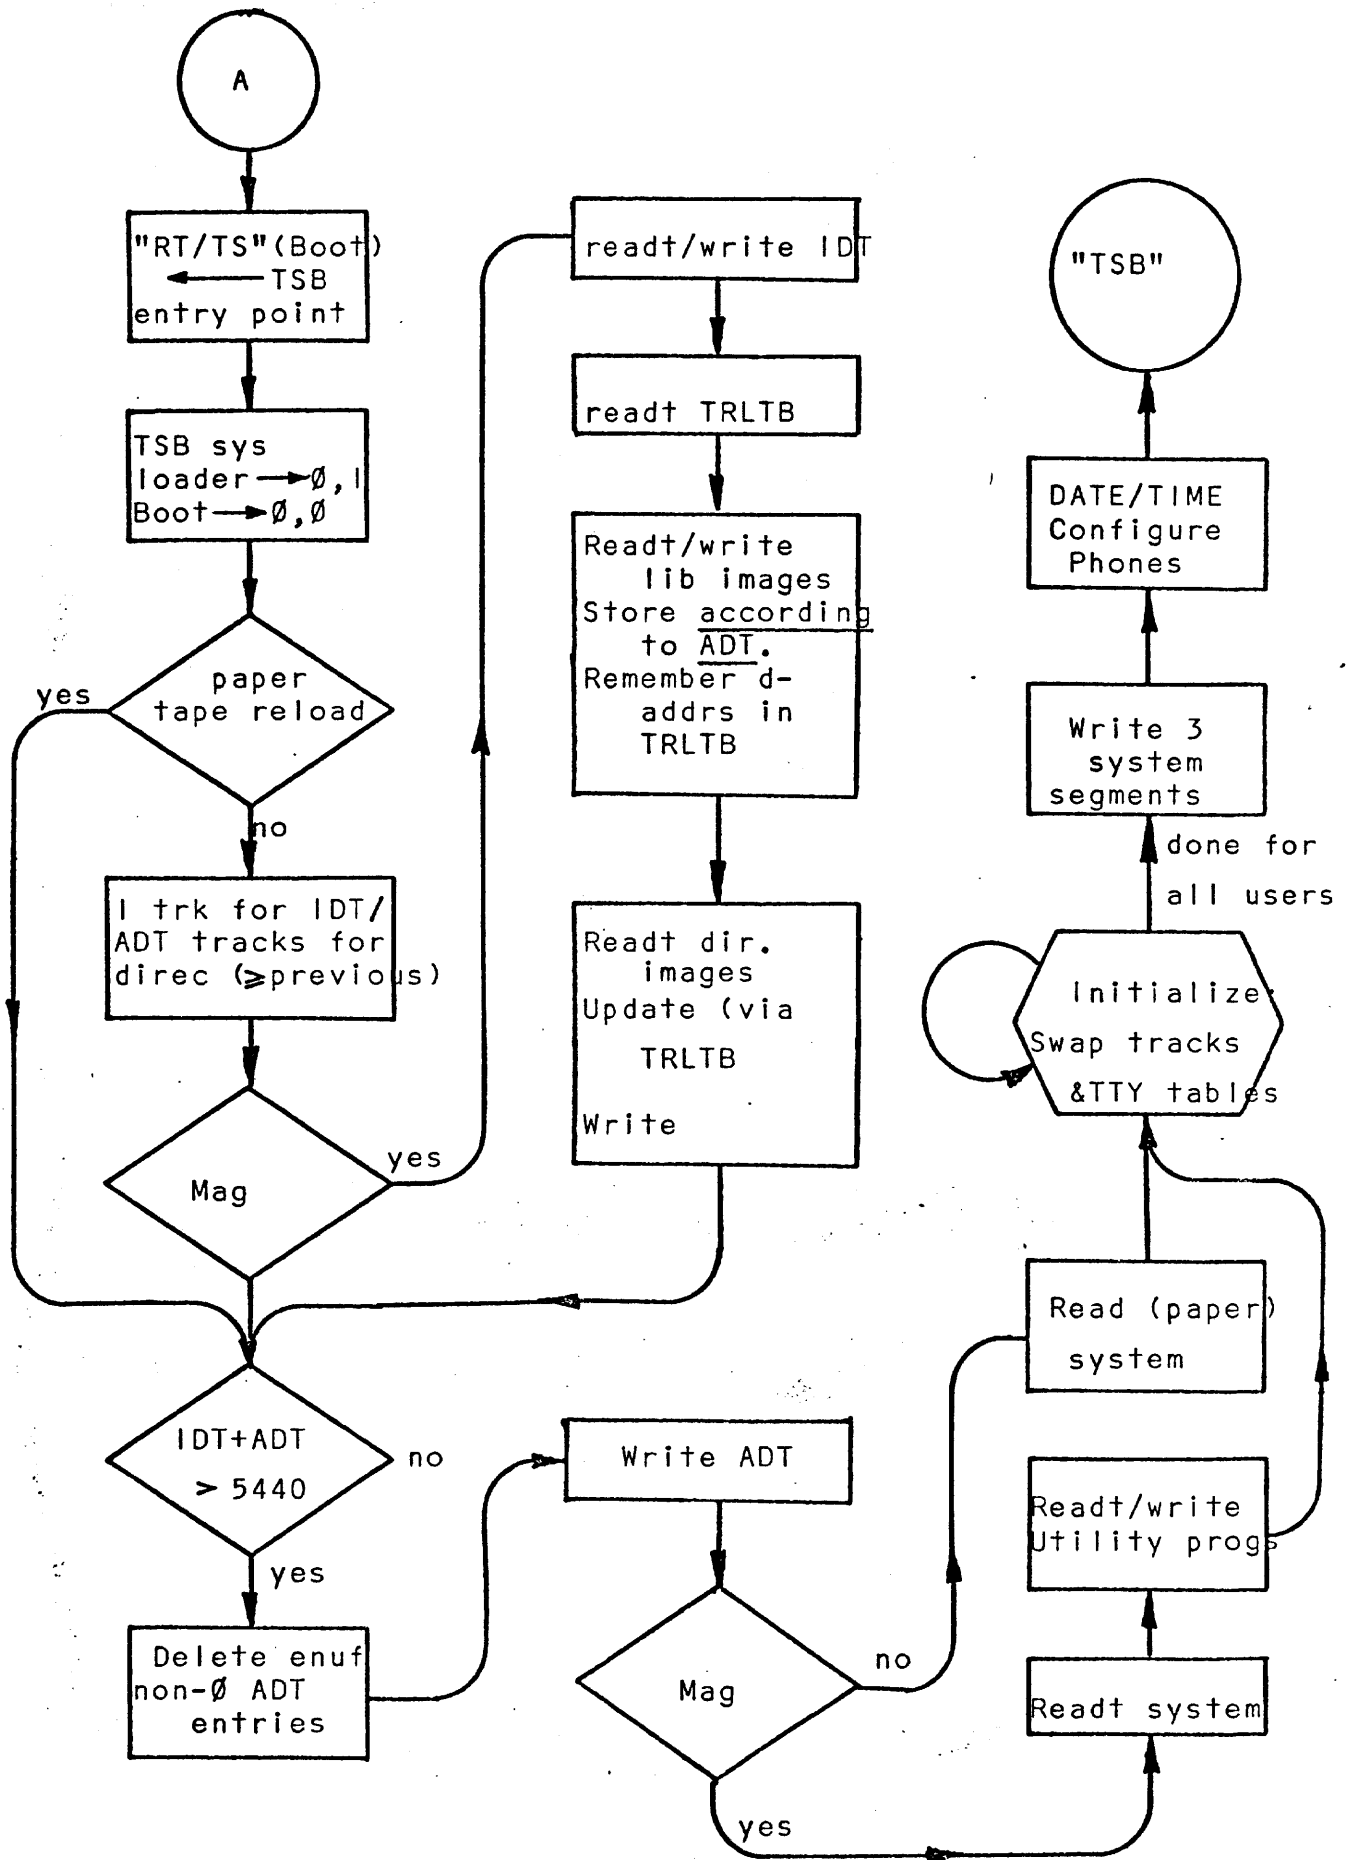 A
"RT/TS"(Boot)
← TSB
entry point
TSB sys
loader→Ø,1
Boot→Ø,Ø
paper
tape reload
yes
no
1 trk for IDT/
ADT tracks for
direc (≥previous)
Mag
yes
IDT+ADT
> 5440
no
yes
Delete enuf
non-Ø ADT
entries
readt/write IDT
readt TRLTB
Readt/write
lib images
Store according
to ADT.
Remember d-
addrs in
TRLTB
Readt dir.
images
Update (via
TRLTB
Write
Write ADT
Mag
no
yes
"TSB"
DATE/TIME
Configure
Phones
Write 3
system
segments
done for
all users
Initialize
Swap tracks
&TTY tables
Read (paper)
system
Readt/write
Utility progs
Readt system